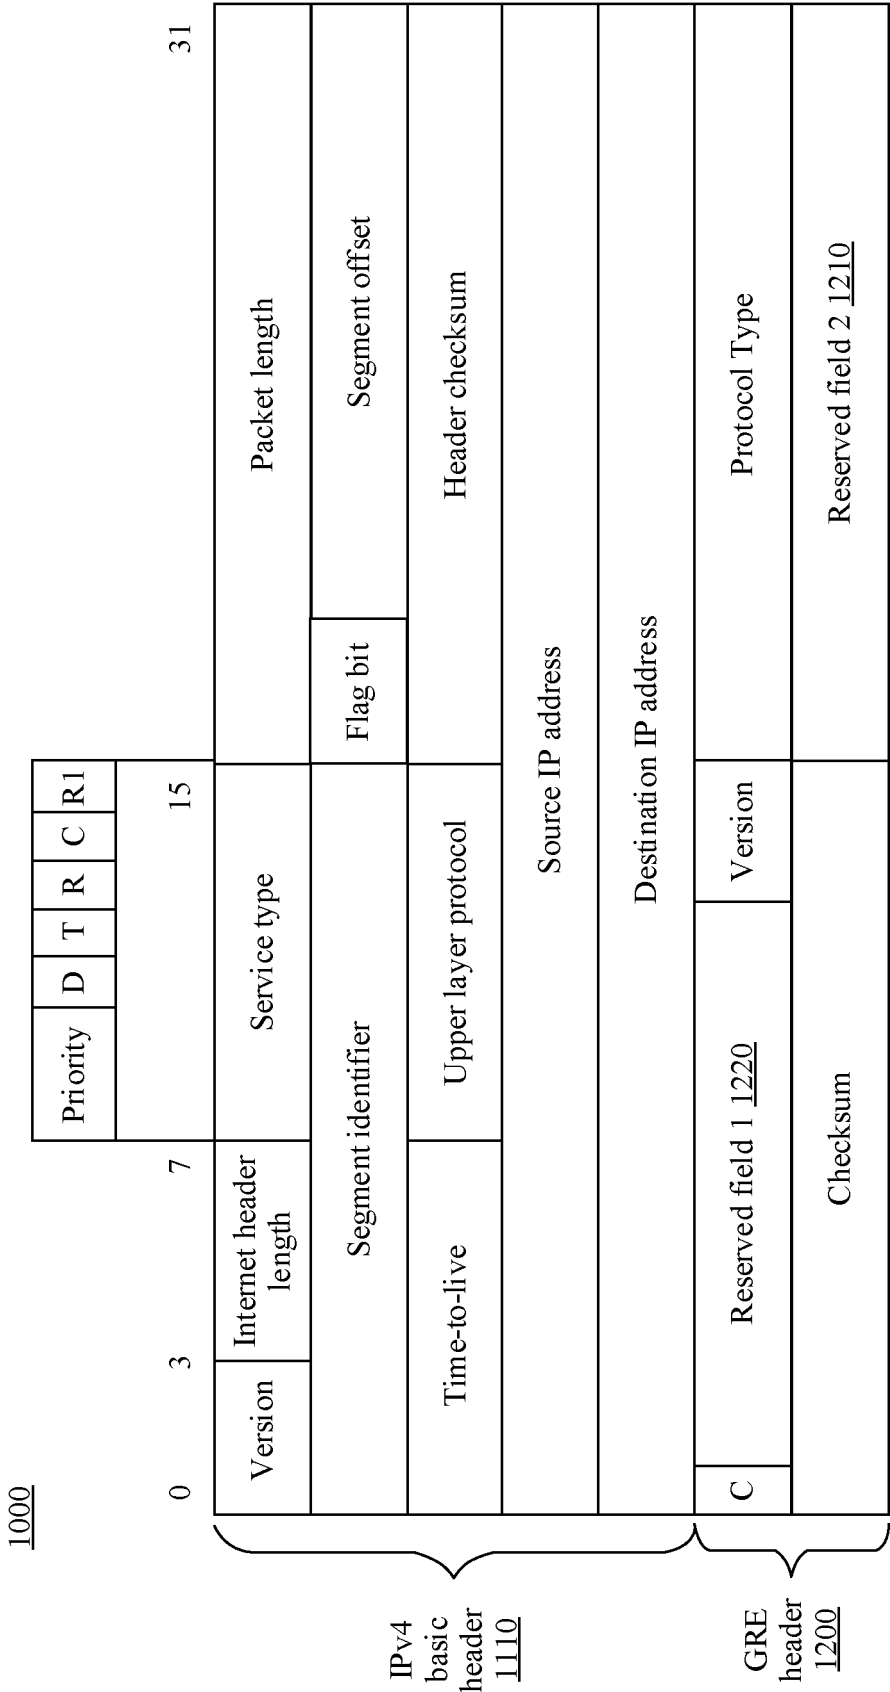 1000
Priority D T R C R1
0 3 7 15 31
Version
Internet header
length
Service type
Packet length
Segment identifier
Flag bit
Segment offset
Time-to-live
Upper layer protocol
Header checksum
Source IP address
Destination IP address
IPv4
basic
header
1110
C
Reserved field 1 1220
Version
Protocol Type
Checksum
Reserved field 2 1210
GRE
header
1200